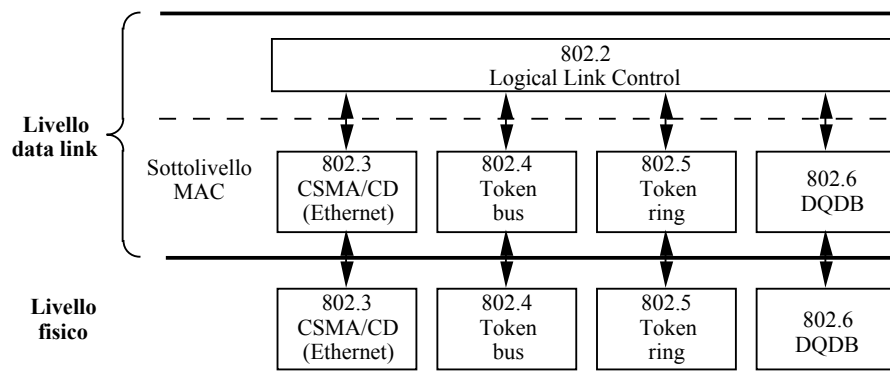 802.2
Logical Link Control
Livello
data link
Sottolivello
MAC
802.3
CSMA/CD
(Ethernet)
802.4
Token
bus
802.5
Token
ring
802.6
DQDB
Livello
fisico
802.3
CSMA/CD
(Ethernet)
802.4
Token
bus
802.5
Token
ring
802.6
DQDB